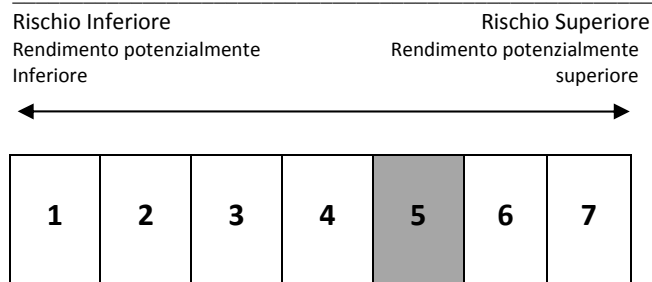 Rischio Inferiore Rischio Superiore
Rendimento potenzialmente Rendimento potenzialmente
Inferiore superiore
1 2 3 4 5 6 7